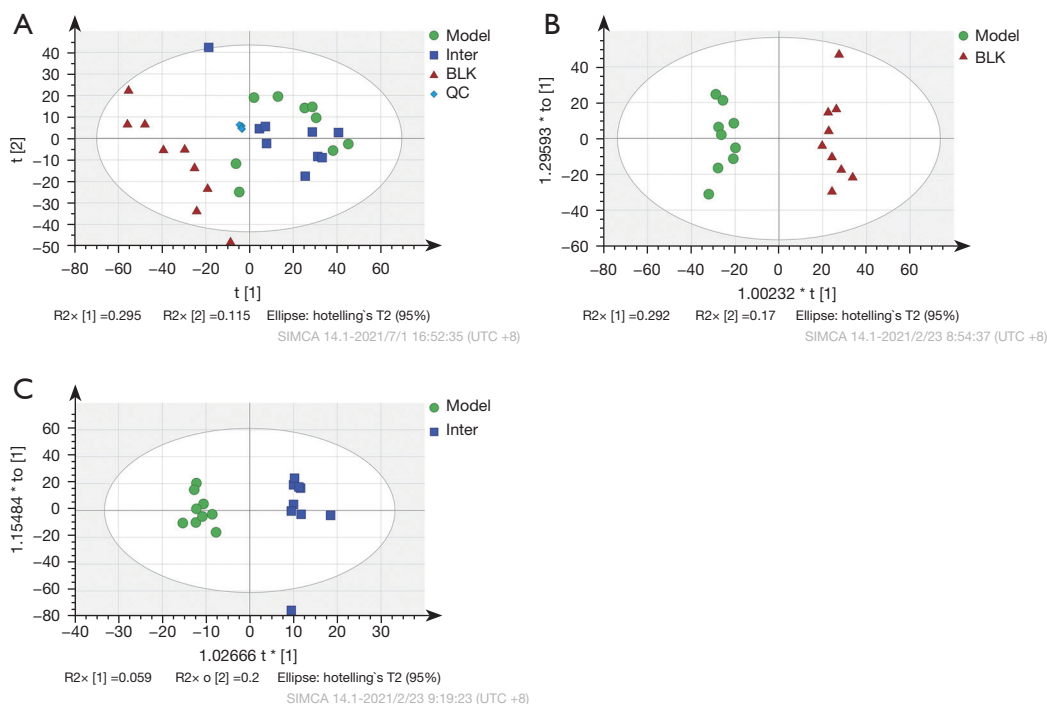 A
Model
Inter
BLK
QC
t [2]
40
30
20
10
0
−10
−20
−30
−40
−50
−80 −60 −40 −20 0 20 40 60
t [1]
R2× [1] =0.295 R2× [2] =0.115 Ellipse: hotelling`s T2 (95%)
SIMCA 14.1-2021/7/1 16:52:35 (UTC +8)
B
Model
BLK
1.29593 * to [1]
40
20
0
−20
−40
−60
−80 −60 −40 −20 0 20 40 60
1.00232 * t [1]
R2× [1] =0.292 R2× [2] =0.17 Ellipse: hotelling`s T2 (95%)
SIMCA 14.1-2021/2/23 8:54:37 (UTC +8)
C
Model
Inter
1.15484 * to [1]
60
40
20
0
−20
−40
−60
−80
−40 −30 −20 −10 0 10 20 30
1.02666 t * [1]
R2× [1] =0.059 R2× o [2] =0.2 Ellipse: hotelling`s T2 (95%)
SIMCA 14.1-2021/2/23 9:19:23 (UTC +8)